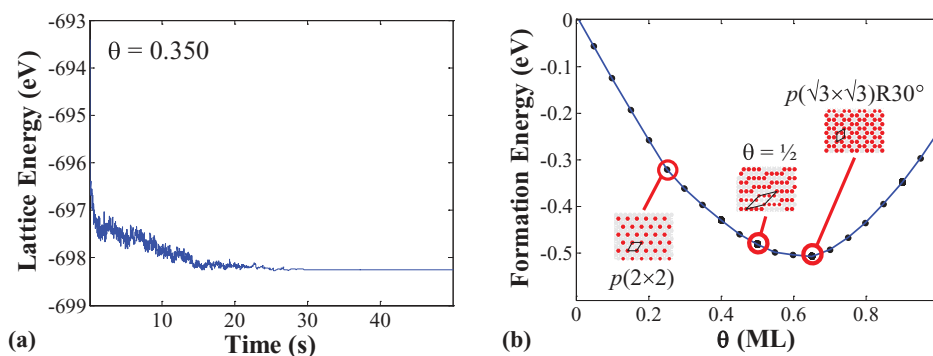 -693
-694
-695
-696
-697
-698
-699
θ = 0.350
Lattice Energy (eV)
10 20 30 40
Time (s)
(a)
0
-0.1
-0.2
-0.3
-0.4
-0.5
Formation Energy (eV)
p(√3×√3)R30°
θ = ½
p(2×2)
0 0.2 0.4 0.6 0.8
θ (ML)
(b)